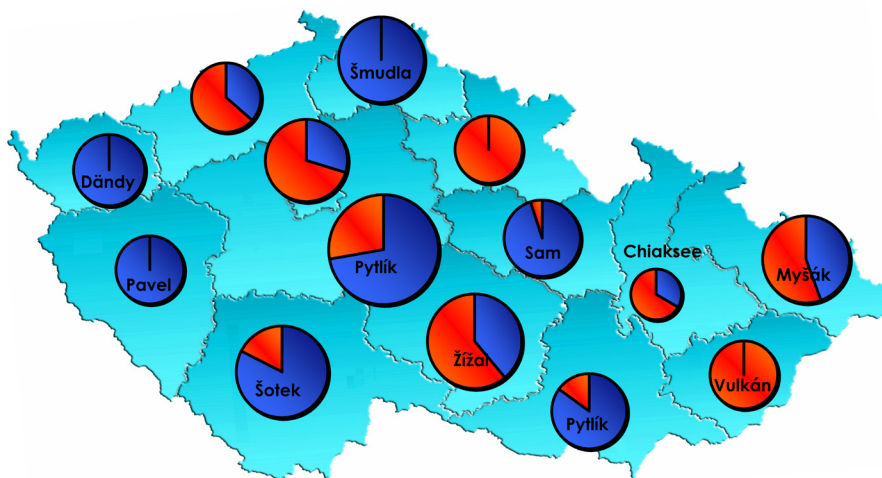 Šmudla
Dändy
Pavel
Pytlík
Sam
Chiaksee
Myšák
Žížal
Šotek
Pytlík
Vulkán